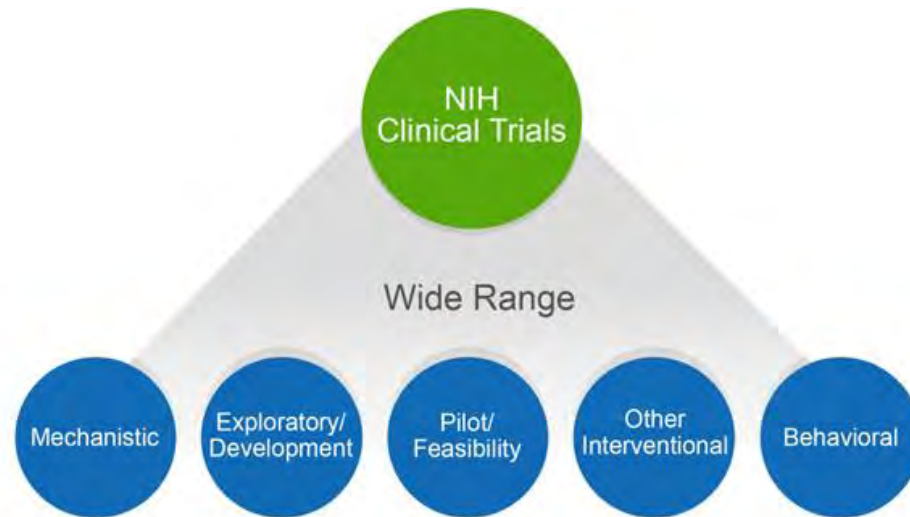 NIH
Clinical Trials
Wide Range
Mechanistic
Exploratory/
Development
Pilot/
Feasibility
Other
Interventional
Behavioral